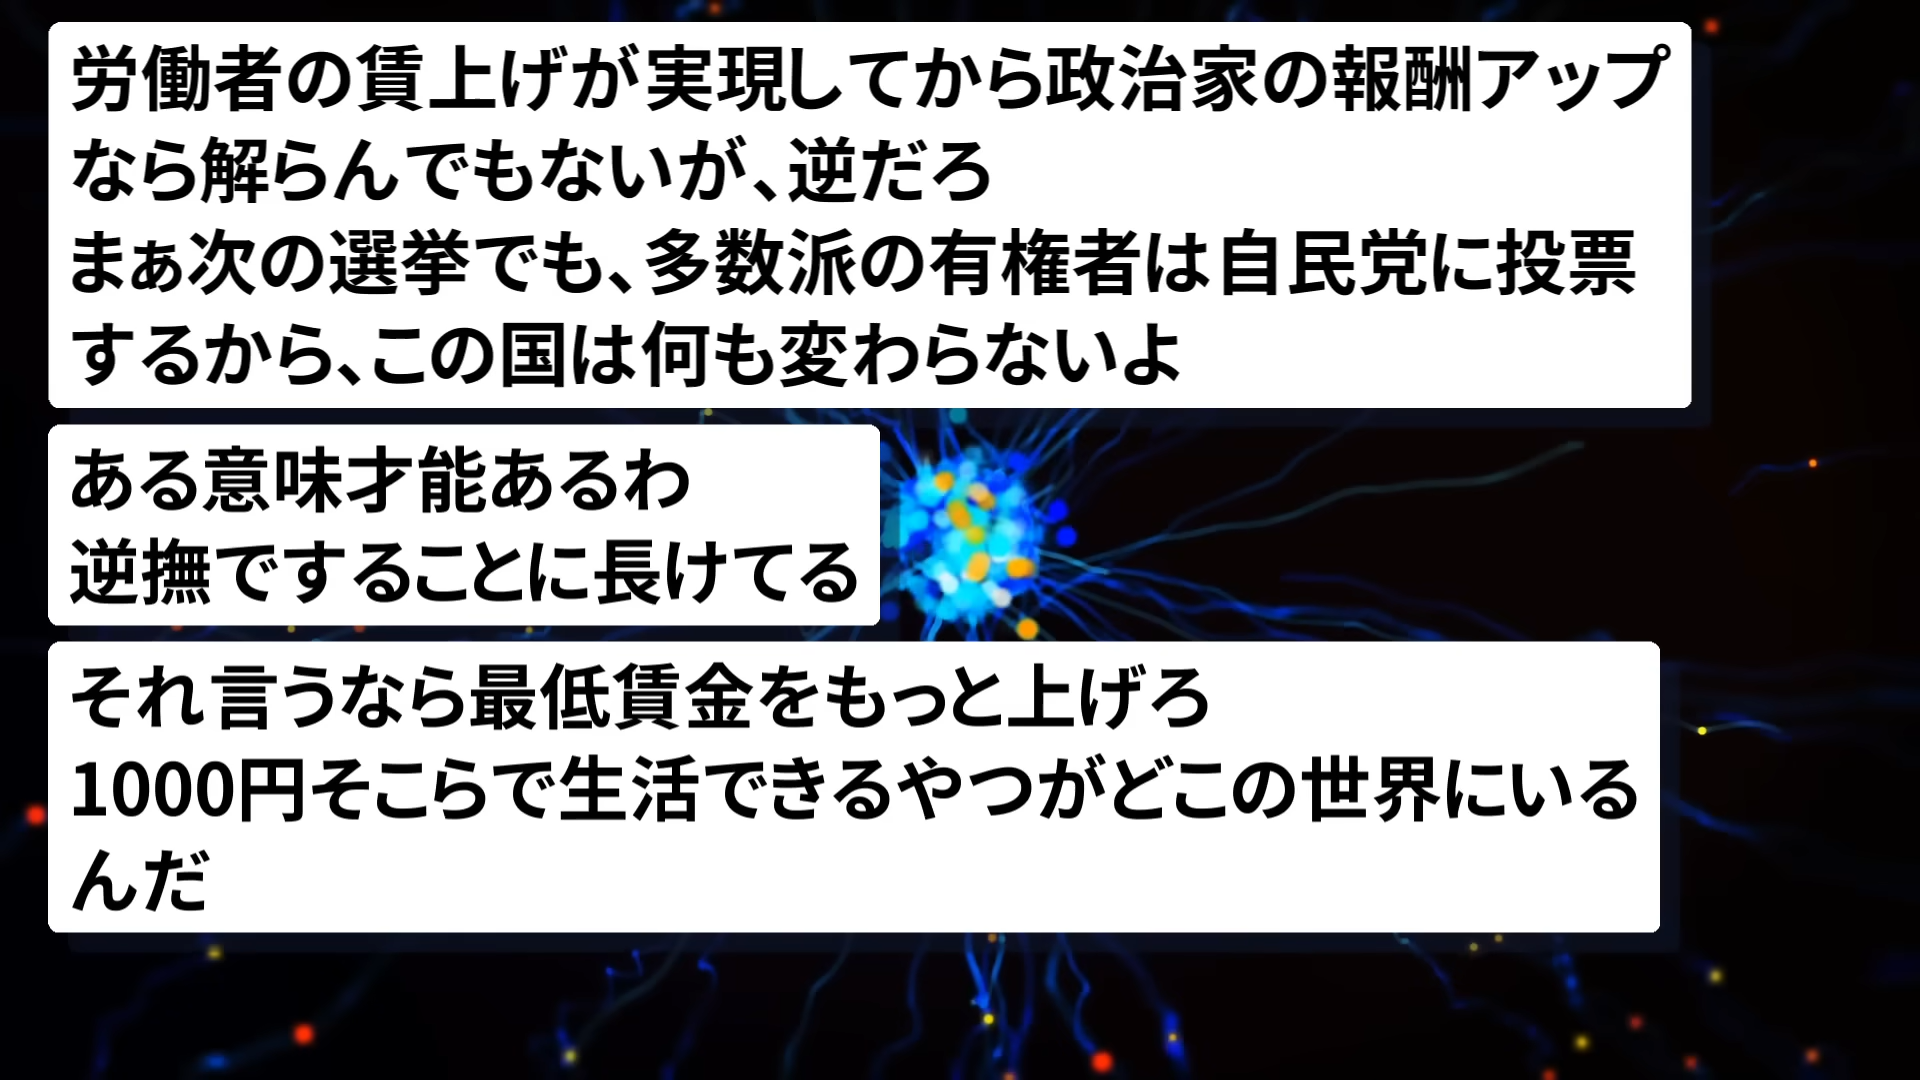 労働者の賃上げが実現してから政治家の報酬アップ
なら解らんでもないが、逆だろ
まぁ次の選挙でも、多数派の有権者は自民党に投票
するから、この国は何も変わらないよ
ある意味才能あるわ
逆撫ですることに長けてる
それ言うなら最低賃金をもっと上げろ
1000円そこらで生活できるやつがどこの世界にいる
んだ